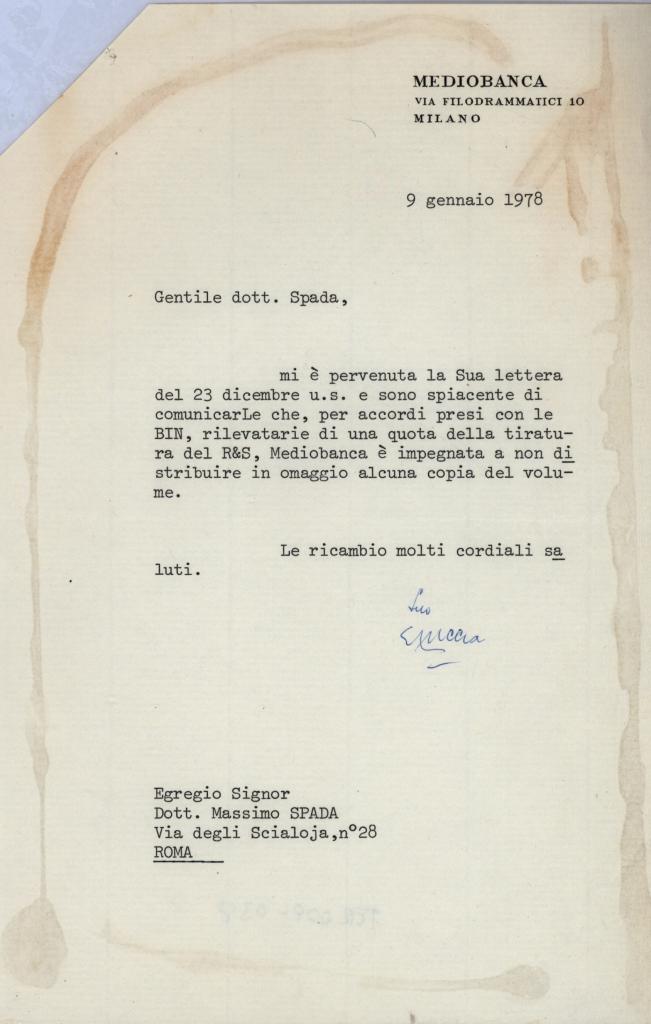 MEDIOBANCA
VIA FILODRAMMATICI 10
MILANO
9 gennaio 1978
Gentile dott. Spada,
mi è pervenuta la Sua lettera
del 23 dicembre u.s. e sono spiacente di
comunicarLe che, per accordi presi con le
BIN, rilevatarie di una quota della tiratu-
ra del R&S, Mediobanca è impegnata a non di
stribuire in omaggio alcuna copia del volu-
me.
Le ricambio molti cordiali sa
luti.
Suo
Egregio Signor
Dott. Massimo SPADA
Via degli Scialoja,n°28
ROMA